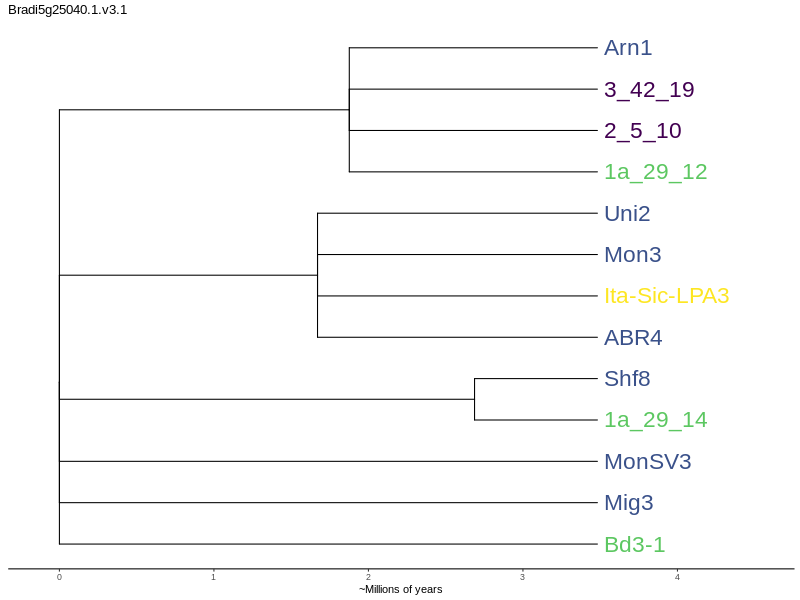 Bradi5g25040.1.v3.1
Arn1
3_42_19
2_5_10
1a_29_12
Uni2
Mon3
Ita-Sic-LPA3
ABR4
Shf8
1a_29_14
MonSV3
Mig3
Bd3-1
0 1 2 3 4
~Millions of years